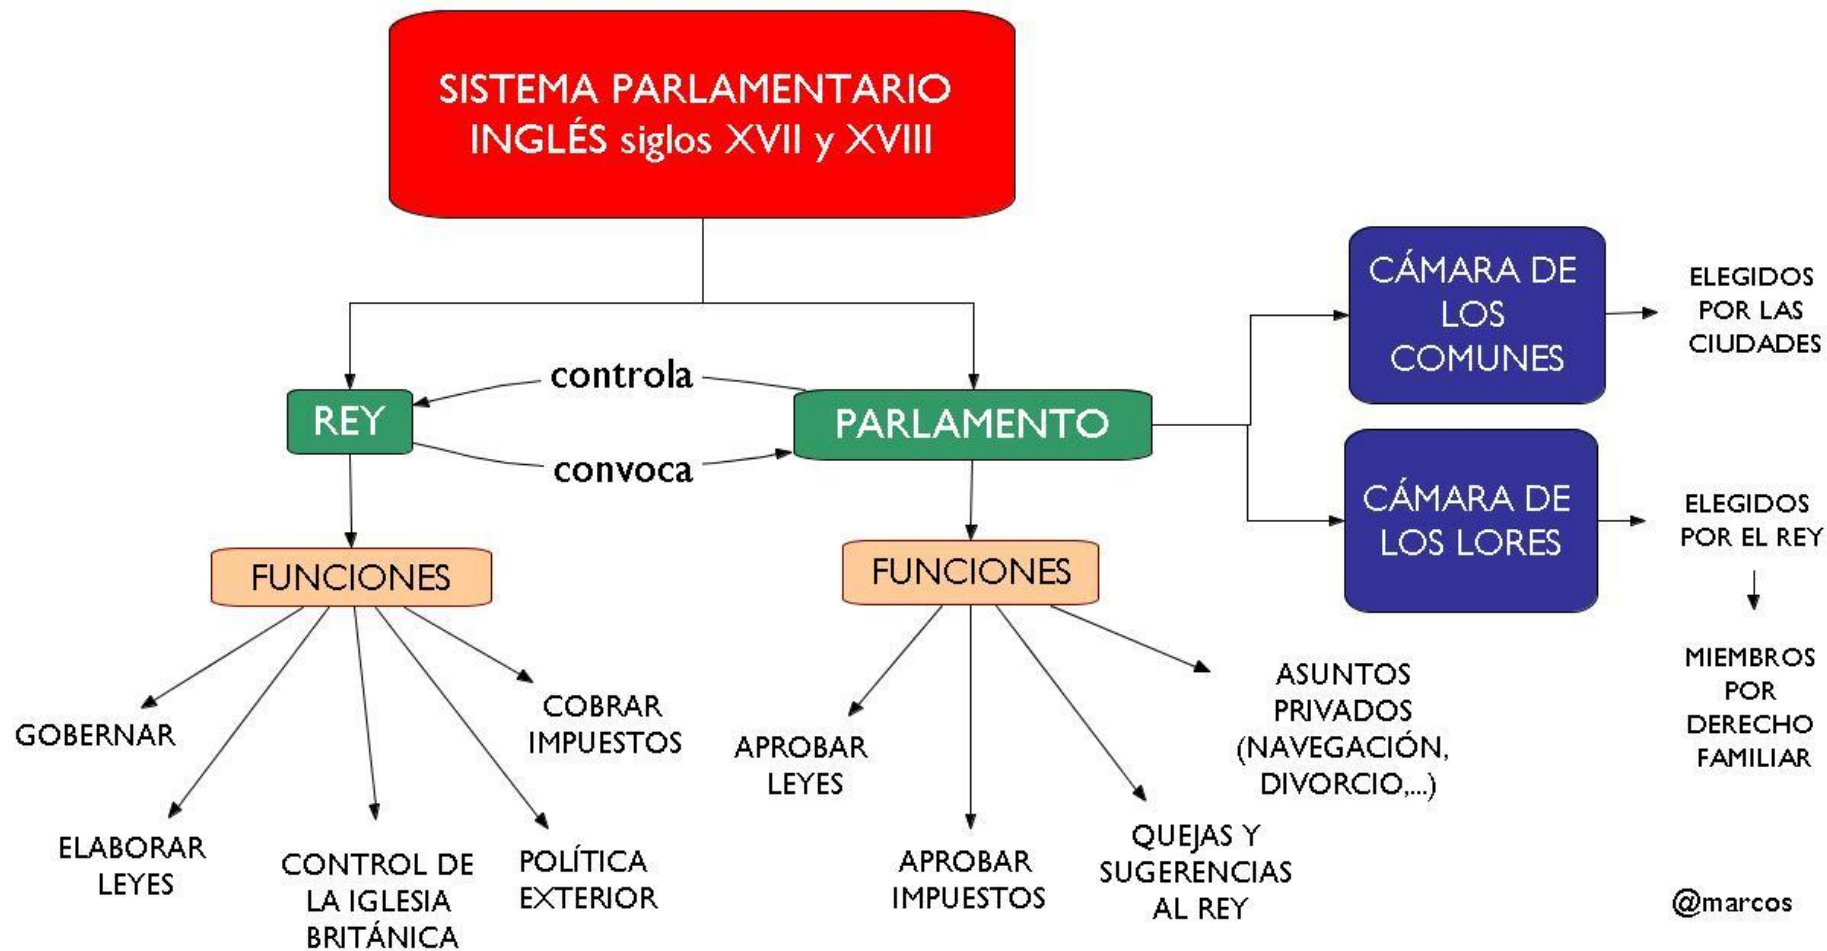 SISTEMA PARLAMENTARIO
INGLÉS siglos XVII y XVIII
CÁMARA DE
LOS
COMUNES
ELEGIDOS
POR LAS
CIUDADES
controla
REY
PARLAMENTO
convoca
CÁMARA DE
LOS LORES
ELEGIDOS
POR EL REY
FUNCIONES
FUNCIONES
MIEMBROS
POR
DERECHO
FAMILIAR
GOBERNAR
ELABORAR
LEYES
CONTROL DE
LA IGLESIA
BRITÁNICA
POLÍTICA
EXTERIOR
COBRAR
IMPUESTOS
APROBAR
LEYES
APROBAR
IMPUESTOS
QUEJAS Y
SUGERENCIAS
AL REY
ASUNTOS
PRIVADOS
(NAVEGACIÓN,
DIVORCIO,...)
@marcos